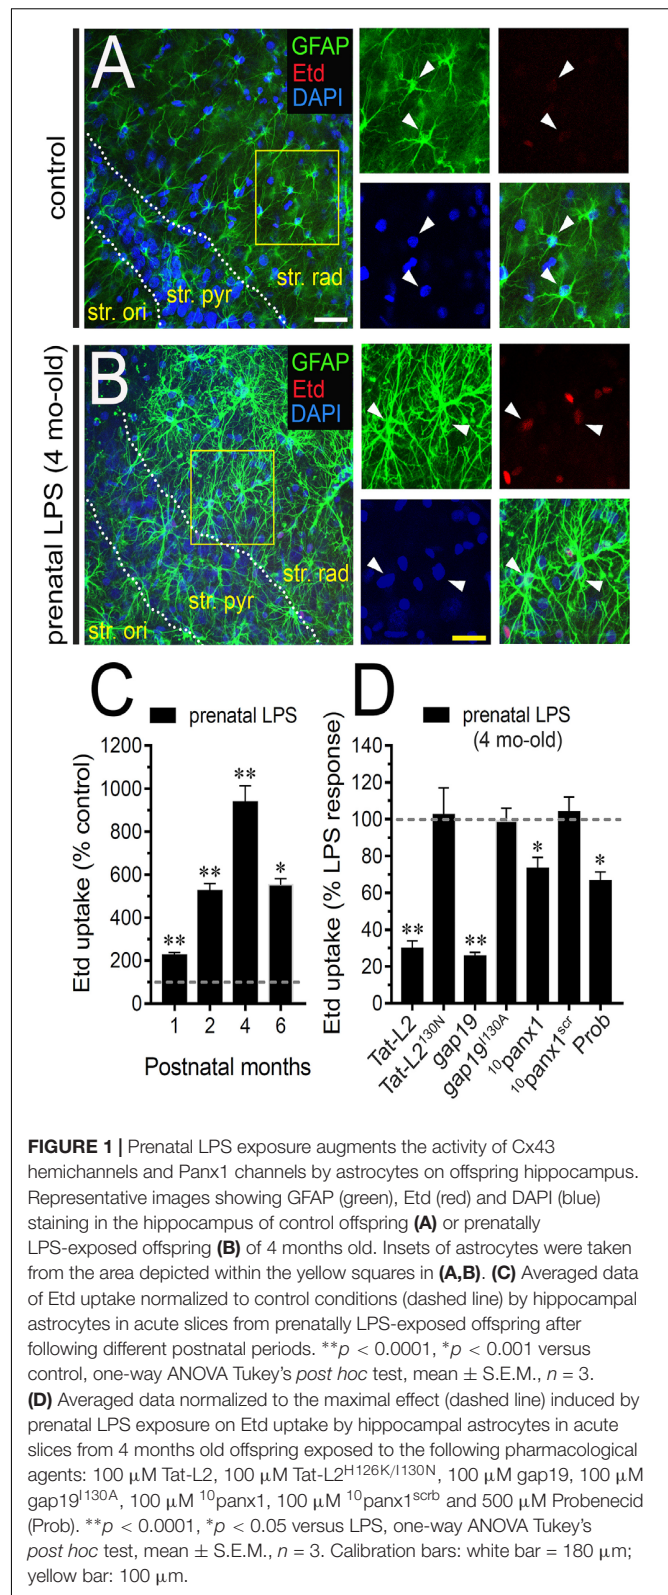 control
A
GFAP
Etd
DAPI
str. rad
str. pyr
str. ori
prenatal LPS (4 mo-old)
B
GFAP
Etd
DAPI
str. rad
str. pyr
str. ori
C
prenatal LPS
Etd uptake (% control)
1200
1000
800
600
400
200
0
**
**
**
*
1 2 4 6
Postnatal months
D
prenatal LPS
(4 mo-old)
Etd uptake (% LPS response)
140
120
100
80
60
40
20
0
**
**
*
*
Tat-L2
Tat-L2¹³⁰ᴺ
gap19
gap19ᴵ¹³⁰ᴬ
¹⁰panx1
¹⁰panx1ˢᶜʳ
Prob
FIGURE 1 | Prenatal LPS exposure augments the activity of Cx43
hemichannels and Panx1 channels by astrocytes on offspring hippocampus.
Representative images showing GFAP (green), Etd (red) and DAPI (blue)
staining in the hippocampus of control offspring (A) or prenatally
LPS-exposed offspring (B) of 4 months old. Insets of astrocytes were taken
from the area depicted within the yellow squares in (A,B). (C) Averaged data
of Etd uptake normalized to control conditions (dashed line) by hippocampal
astrocytes in acute slices from prenatally LPS-exposed offspring after
following different postnatal periods. **p < 0.0001, *p < 0.001 versus
control, one-way ANOVA Tukey's post hoc test, mean ± S.E.M., n = 3.
(D) Averaged data normalized to the maximal effect (dashed line) induced by
prenatal LPS exposure on Etd uptake by hippocampal astrocytes in acute
slices from 4 months old offspring exposed to the following pharmacological
agents: 100 μM Tat-L2, 100 μM Tat-L2ᴴ¹²⁶ᴷ/ᴵ¹³⁰ᴺ, 100 μM gap19, 100 μM
gap19ᴵ¹³⁰ᴬ, 100 μM ¹⁰panx1, 100 μM ¹⁰panx1ˢᶜʳᵇ and 500 μM Probenecid
(Prob). **p < 0.0001, *p < 0.05 versus LPS, one-way ANOVA Tukey's
post hoc test, mean ± S.E.M., n = 3. Calibration bars: white bar = 180 μm;
yellow bar: 100 μm.